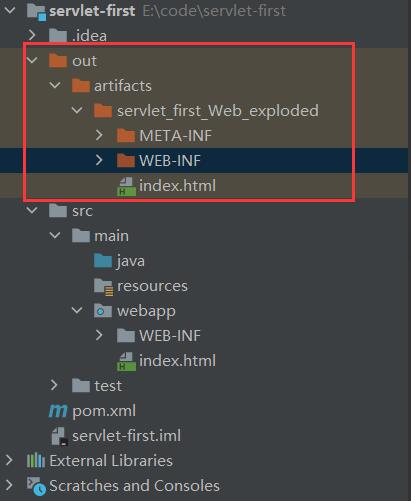 servlet-first E:\code\servlet-first
.idea
out
artifacts
servlet_first_Web_exploded
META-INF
WEB-INF
index.html
src
main
java
resources
webapp
WEB-INF
index.html
test
pom.xml
servlet-first.iml
External Libraries
Scratches and Consoles